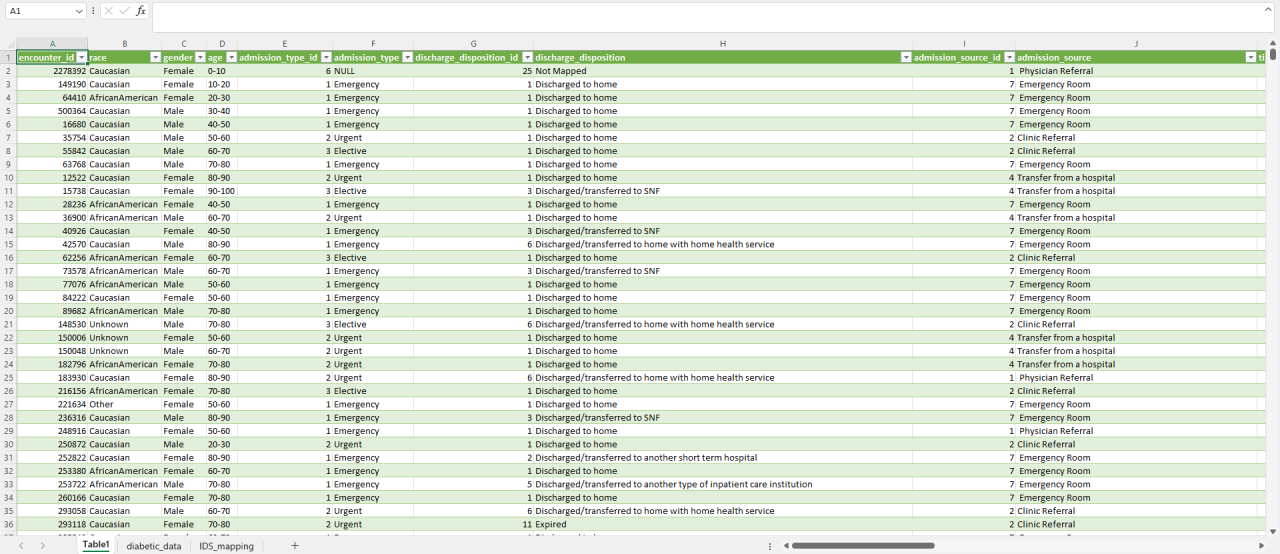 A1
fx
A B C D E F G H I J
1 encounter_id race gender age admission_type_id admission_type discharge_disposition_id discharge_disposition admission_source_id admission_source ti
2 2278392 Caucasian Female 0-10 6 NULL 25 Not Mapped 1 Physician Referral
3 149190 Caucasian Female 10-20 1 Emergency 1 Discharged to home 7 Emergency Room
4 64410 AfricanAmerican Female 20-30 1 Emergency 1 Discharged to home 7 Emergency Room
5 500364 Caucasian Male 30-40 1 Emergency 1 Discharged to home 7 Emergency Room
6 16680 Caucasian Male 40-50 1 Emergency 1 Discharged to home 7 Emergency Room
7 35754 Caucasian Male 50-60 2 Urgent 1 Discharged to home 2 Clinic Referral
8 55842 Caucasian Male 60-70 3 Elective 1 Discharged to home 2 Clinic Referral
9 63768 Caucasian Male 70-80 1 Emergency 1 Discharged to home 7 Emergency Room
10 12522 Caucasian Female 80-90 2 Urgent 1 Discharged to home 4 Transfer from a hospital
11 15738 Caucasian Female 90-100 3 Elective 3 Discharged/transferred to SNF 4 Transfer from a hospital
12 28236 AfricanAmerican Female 40-50 1 Emergency 1 Discharged to home 7 Emergency Room
13 36900 AfricanAmerican Male 60-70 2 Urgent 1 Discharged to home 4 Transfer from a hospital
14 40926 Caucasian Female 40-50 1 Emergency 3 Discharged/transferred to SNF 7 Emergency Room
15 42570 Caucasian Male 80-90 1 Emergency 6 Discharged/transferred to home with home health service 7 Emergency Room
16 62256 AfricanAmerican Female 60-70 3 Elective 1 Discharged to home 2 Clinic Referral
17 73578 AfricanAmerican Male 60-70 1 Emergency 3 Discharged/transferred to SNF 7 Emergency Room
18 77076 AfricanAmerican Male 50-60 1 Emergency 1 Discharged to home 7 Emergency Room
19 84222 Caucasian Female 50-60 1 Emergency 1 Discharged to home 7 Emergency Room
20 89682 AfricanAmerican Male 70-80 1 Emergency 1 Discharged to home 7 Emergency Room
21 148530 Unknown Male 70-80 3 Elective 6 Discharged/transferred to home with home health service 2 Clinic Referral
22 150006 Unknown Female 50-60 2 Urgent 1 Discharged to home 4 Transfer from a hospital
23 150048 Unknown Male 60-70 2 Urgent 1 Discharged to home 4 Transfer from a hospital
24 182796 AfricanAmerican Female 70-80 2 Urgent 1 Discharged to home 4 Transfer from a hospital
25 183930 Caucasian Female 80-90 2 Urgent 6 Discharged/transferred to home with home health service 1 Physician Referral
26 216156 AfricanAmerican Female 70-80 3 Elective 1 Discharged to home 2 Clinic Referral
27 221634 Other Female 50-60 1 Emergency 1 Discharged to home 7 Emergency Room
28 236316 Caucasian Male 80-90 1 Emergency 3 Discharged/transferred to SNF 7 Emergency Room
29 248916 Caucasian Female 50-60 1 Emergency 1 Discharged to home 1 Physician Referral
30 250872 Caucasian Male 20-30 2 Urgent 1 Discharged to home 2 Clinic Referral
31 252822 Caucasian Female 80-90 1 Emergency 2 Discharged/transferred to another short term hospital 7 Emergency Room
32 253380 AfricanAmerican Female 60-70 1 Emergency 1 Discharged to home 7 Emergency Room
33 253722 AfricanAmerican Male 70-80 1 Emergency 5 Discharged/transferred to another type of inpatient care institution 7 Emergency Room
34 260166 Caucasian Female 70-80 1 Emergency 1 Discharged to home 7 Emergency Room
35 293058 Caucasian Male 60-70 2 Urgent 6 Discharged/transferred to home with home health service 2 Clinic Referral
36 293118 Caucasian Female 70-80 2 Urgent 11 Expired 2 Clinic Referral
Table1 diabetic_data IDS_mapping